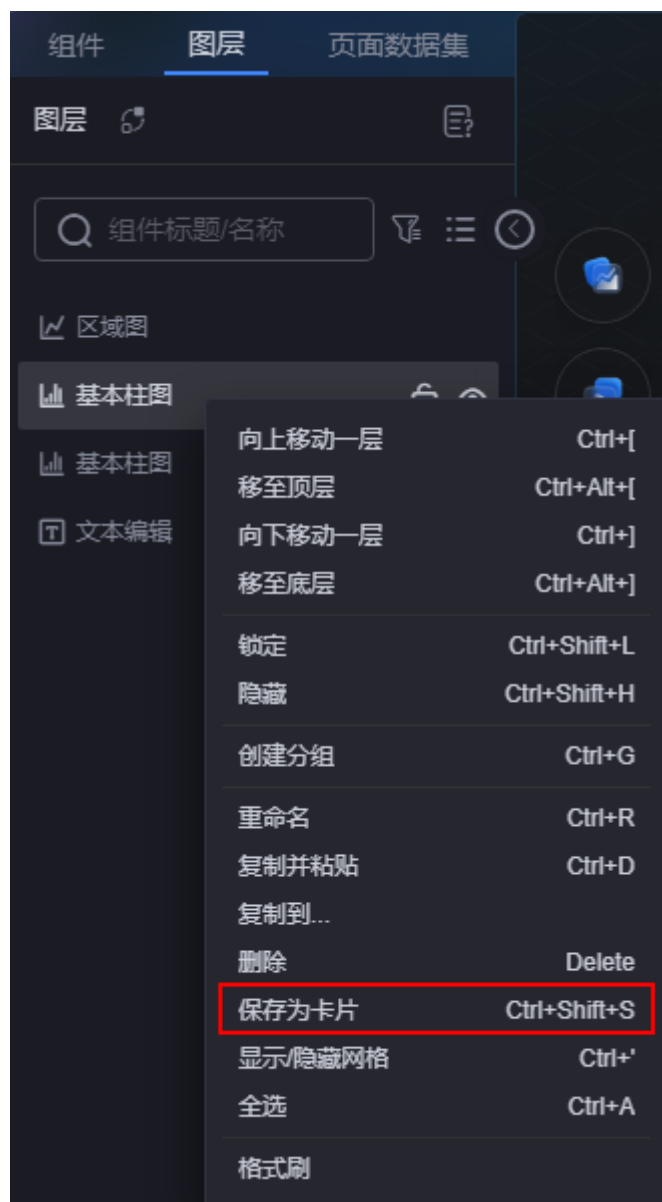 组件 图层 页面数据集
图层
组件标题/名称
区域图
基本柱图
基本柱图
文本编辑
向上移动一层 Ctrl+[
移至顶层 Ctrl+Alt+[
向下移动一层 Ctrl+]
移至底层 Ctrl+Alt+]
锁定 Ctrl+Shift+L
隐藏 Ctrl+Shift+H
创建分组 Ctrl+G
重命名 Ctrl+R
复制并粘贴 Ctrl+D
复制到...
删除 Delete
保存为卡片 Ctrl+Shift+S
显示/隐藏网格 Ctrl+'
全选 Ctrl+A
格式刷